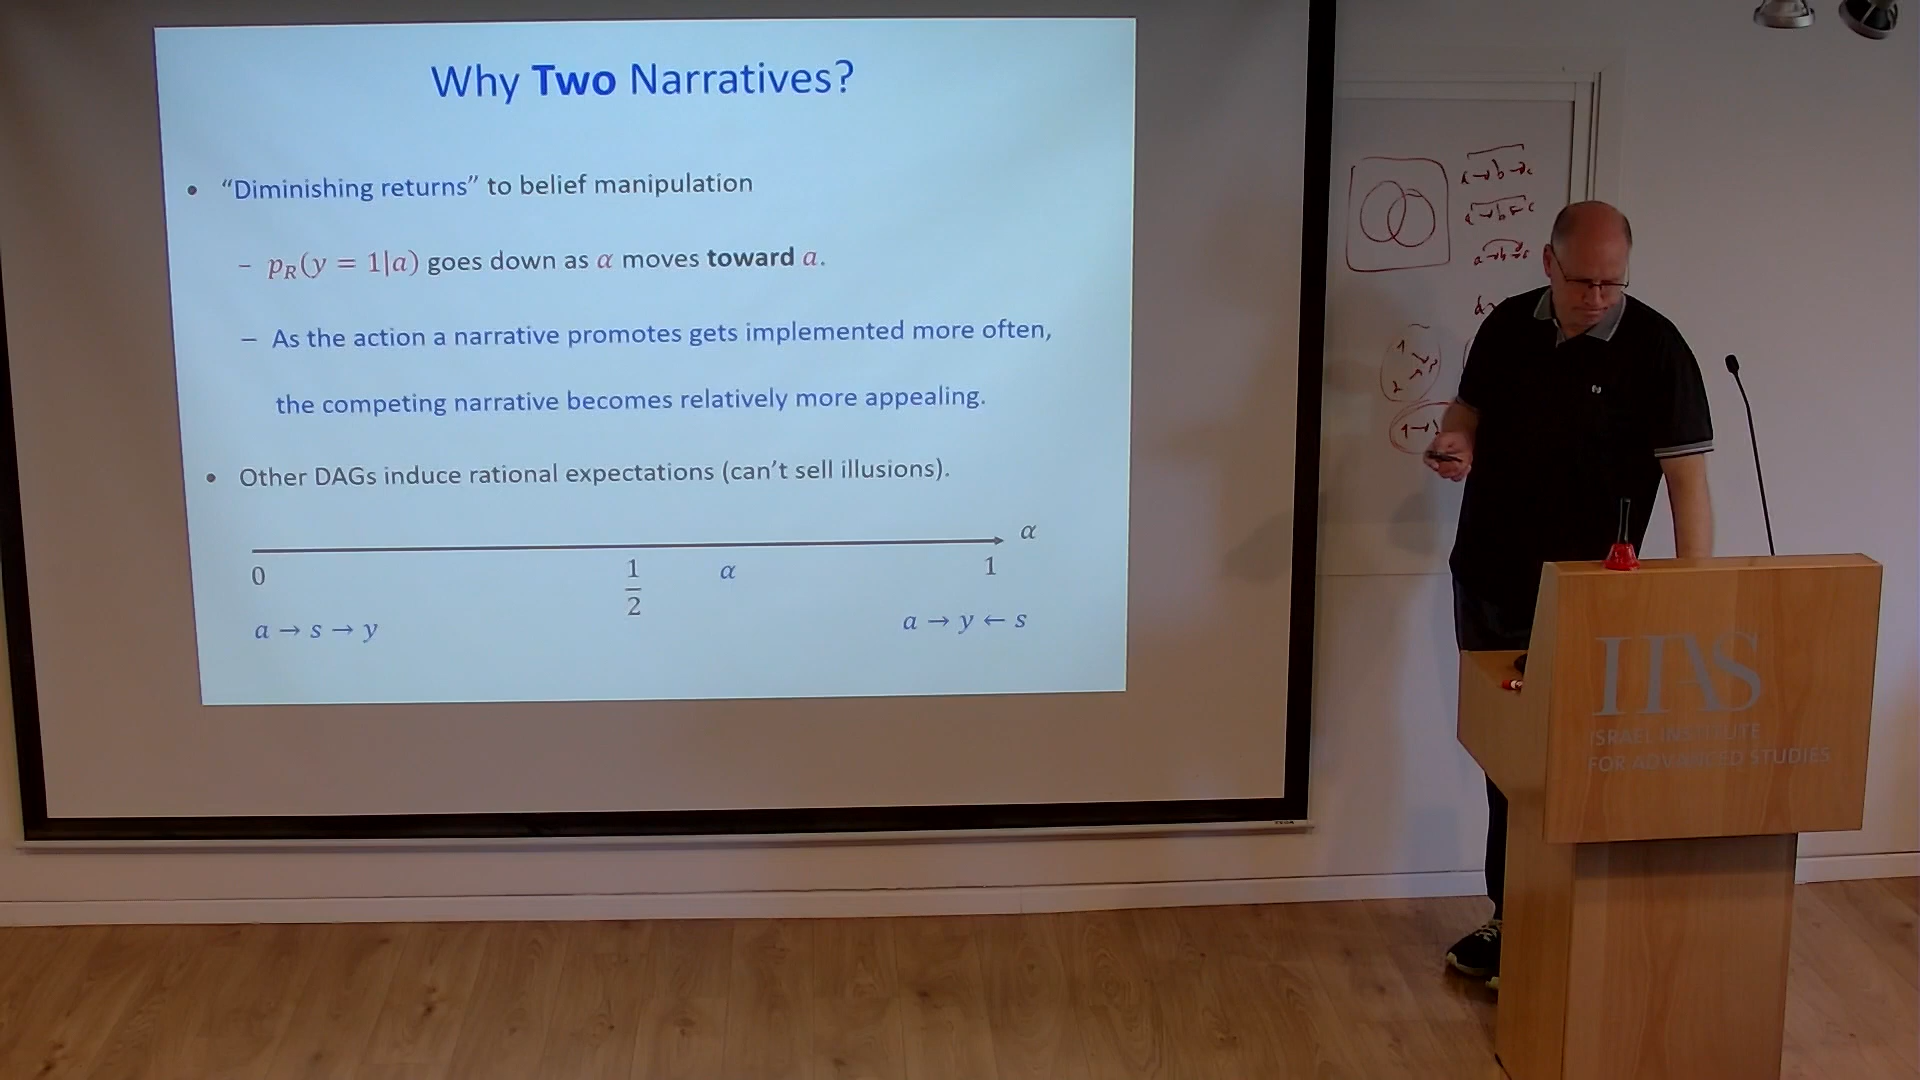 Why Two Narratives?
• “Diminishing returns” to belief manipulation
– p_R(y = 1|a) goes down as α moves toward a.
– As the action a narrative promotes gets implemented more often,
the competing narrative becomes relatively more appealing.
• Other DAGs induce rational expectations (can’t sell illusions).
α
0
1/2
α
1
a → s → y
a → y ← s
IIAS
ISRAEL INSTITUTE
FOR ADVANCED STUDIES